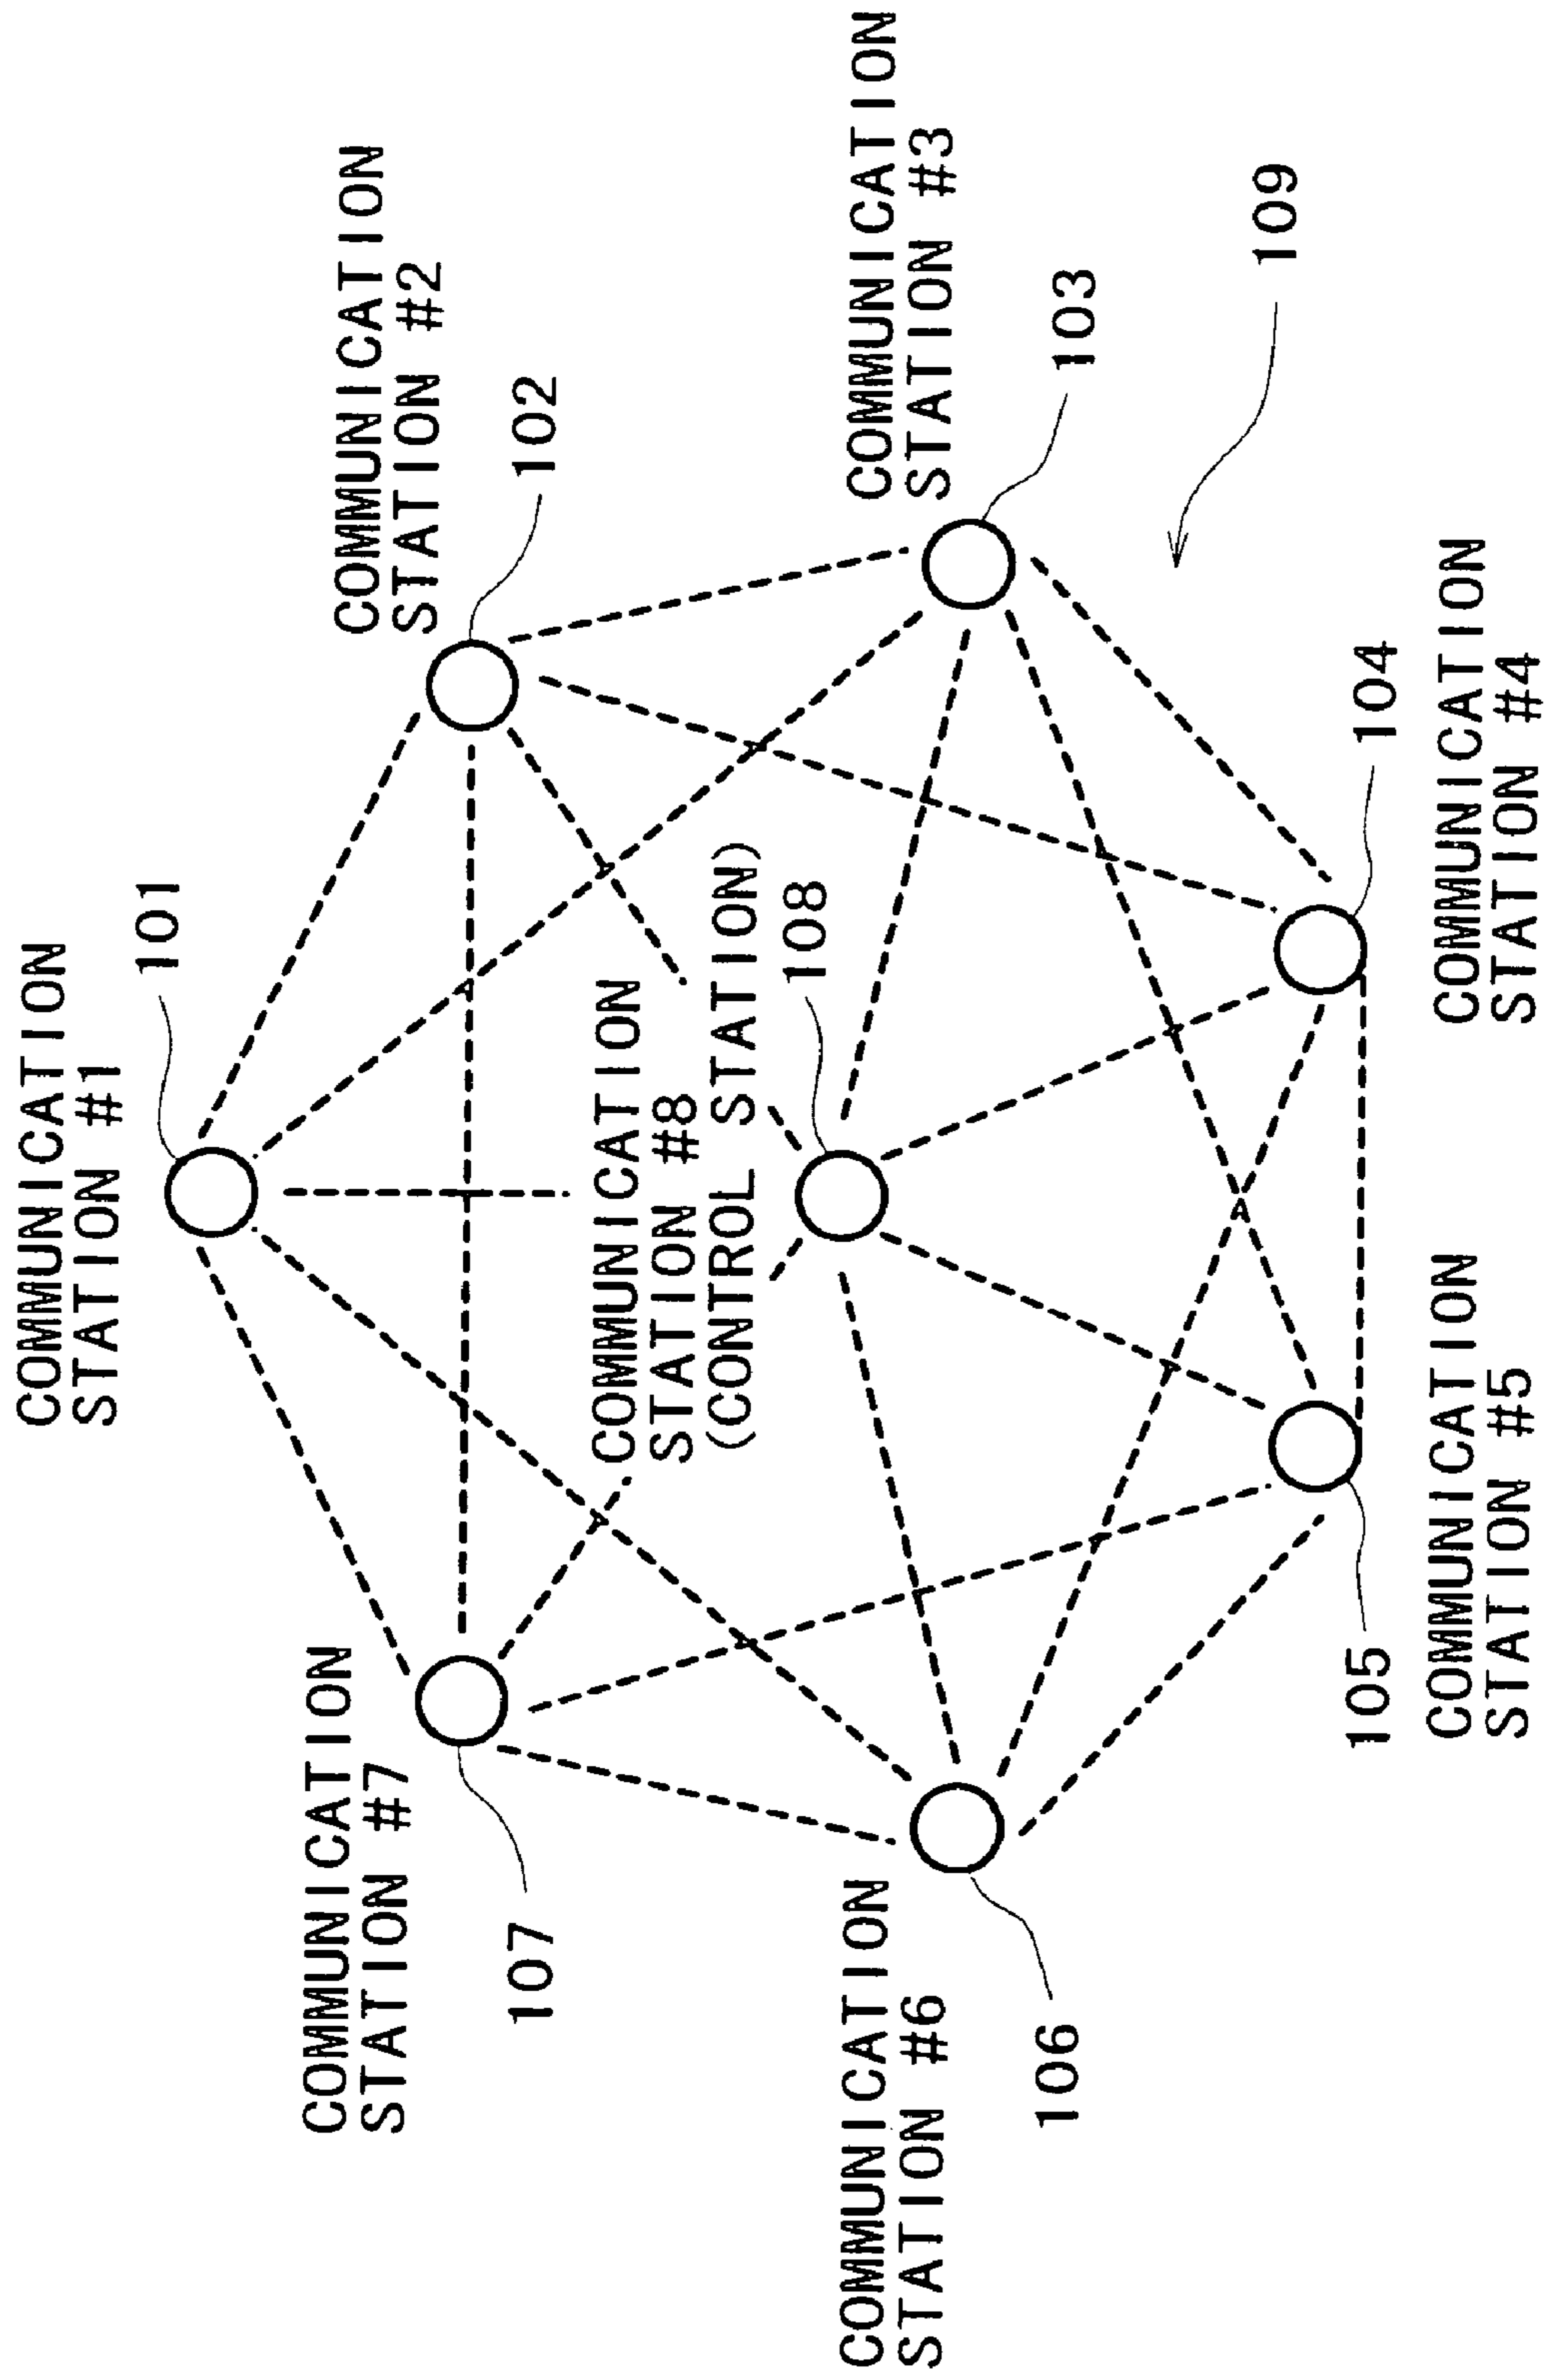 COMMUNICATION
STATION #1
101
COMMUNICATION
STATION #2
102
COMMUNICATION
STATION #7
107
COMMUNICATION
STATION #8
(CONTROL STATION)
108
COMMUNICATION
STATION #3
103
COMMUNICATION
STATION #6
106
109
104
COMMUNICATION
STATION #4
105
COMMUNICATION
STATION #5